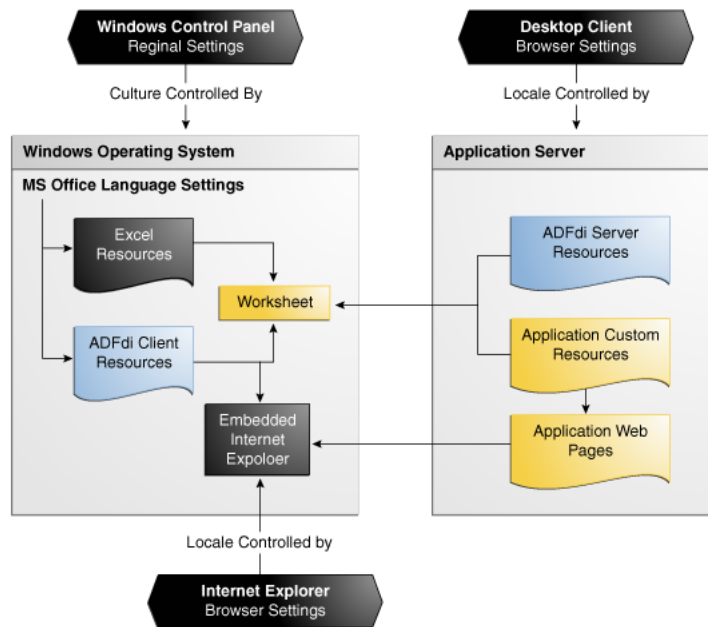 Windows Control Panel
Reginal Settings
Desktop Client
Browser Settings
Culture Controlled By
Locale Controlled by
Windows Operating System
Application Server
MS Office Language Settings
Excel
Resources
ADFdi Server
Resources
Worksheet
ADFdi Client
Resources
Application Custom
Resources
Embedded
Internet
Expoloer
Application Web
Pages
Locale Controlled by
Internet Explorer
Browser Settings